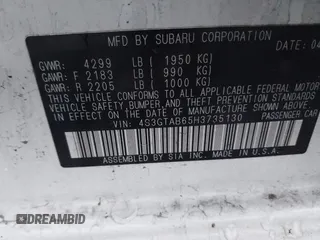 MFD BY SUBARU CORPORATION DATE: 04
GVWR: 4299 LB ( 1950 KG)
GAWR: F 2183 LB ( 990 KG)
GAWR: R 2205 LB ( 1000 KG)
THIS VEHICLE CONFORMS TO ALL APPLICABLE FEDERAL MOTOR
VEHICLE SAFETY, BUMPER, AND THEFT PREVENTION STANDARDS
IN EFFECT ON THE DATE OF MANUFACTURE SHOWN ABOVE.
VIN: 4S3GTAB65H3735130 PASSENGER CAR
ASSEMBLED BY SIA INC. MADE IN U.S.A.
DREAMBID